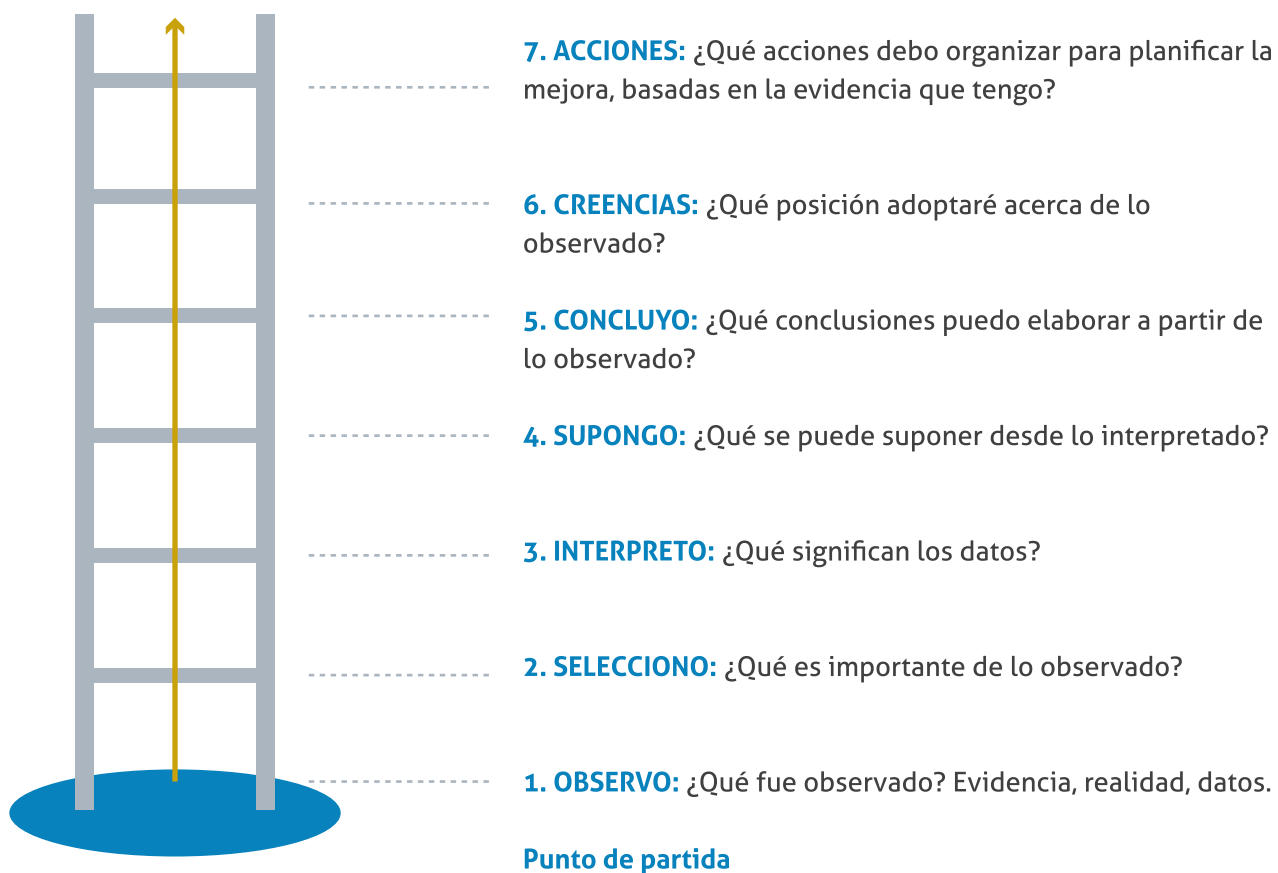 7. ACCIONES: ¿Qué acciones debo organizar para planificar la
mejora, basadas en la evidencia que tengo?
6. CREENCIAS: ¿Qué posición adoptaré acerca de lo
observado?
5. CONCLUYO: ¿Qué conclusiones puedo elaborar a partir de
lo observado?
4. SUPONGO: ¿Qué se puede suponer desde lo interpretado?
3. INTERPRETO: ¿Qué significan los datos?
2. SELECCIONO: ¿Qué es importante de lo observado?
1. OBSERVO: ¿Qué fue observado? Evidencia, realidad, datos.
Punto de partida